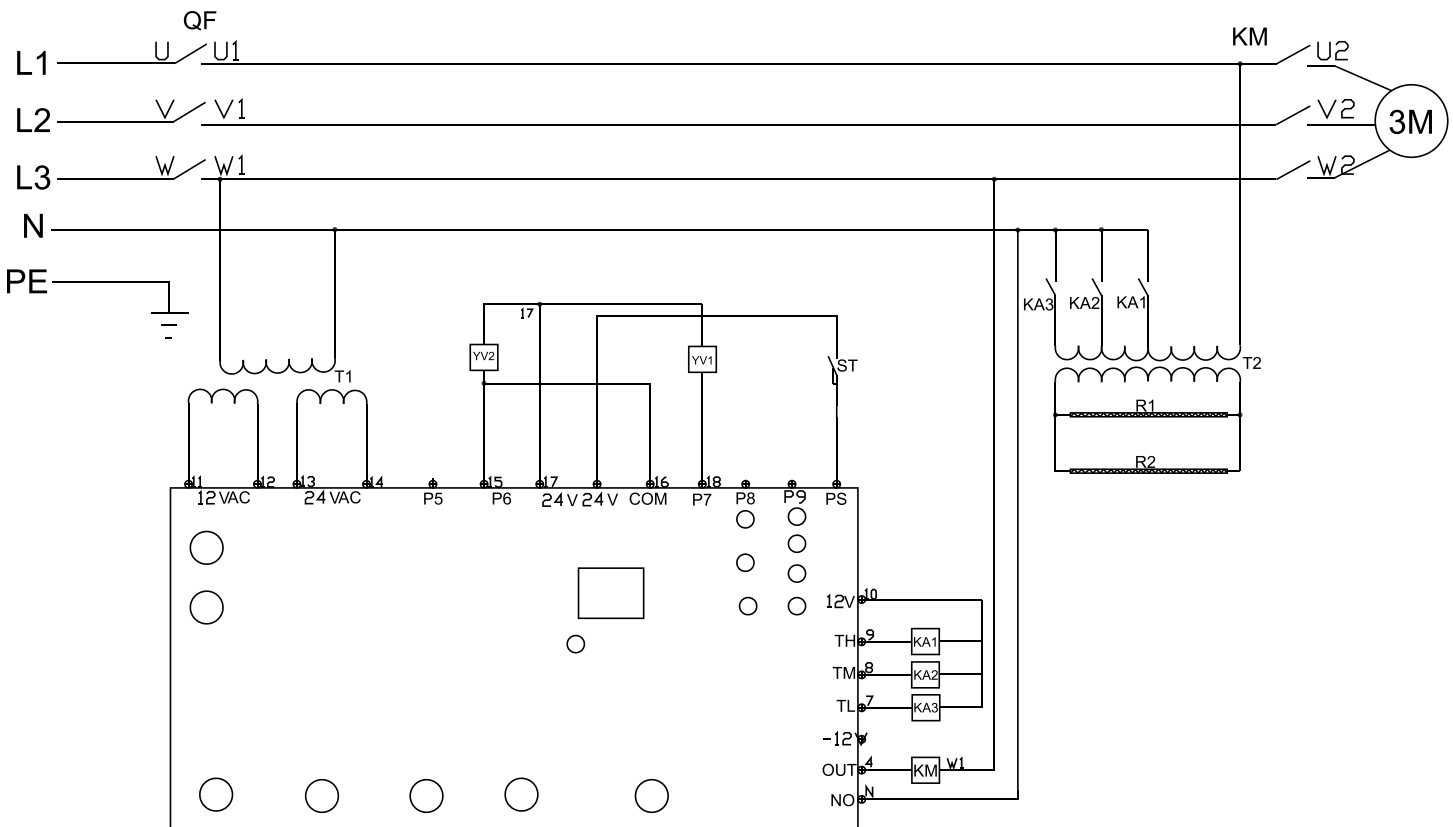 QF
KM
L1 U U1 U2
L2 V V1 V2
3M
L3 W W1 W2
N
PE
KA3 KA2 KA1
17
YV2 YV1
ST
T1
T2
R1
R2
11 12 13 14 15 17 16 18
12VAC 24VAC P5 P6 24V 24V COM P7 P8 P9 PS
12V 10
TH 9 KA1
TM 8 KA2
TL 7 KA3
-12V
OUT 4 KM W1
NO N